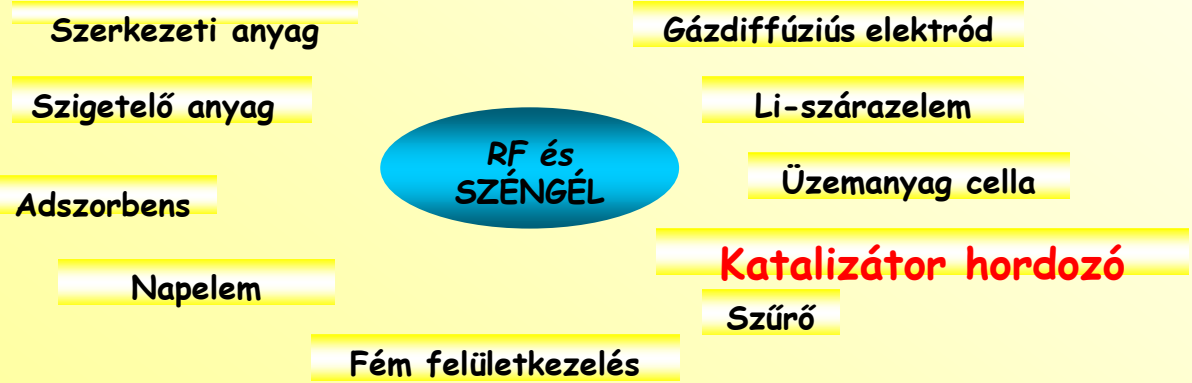 Szerkezeti anyag
Gázdiffúziús elektród
Szigetelő anyag
Li-szárazelem
RF és
SZÉNGÉL
Üzemanyag cella
Adszorbens
Katalizátor hordozó
Napelem
Szűrő
Fém felületkezelés